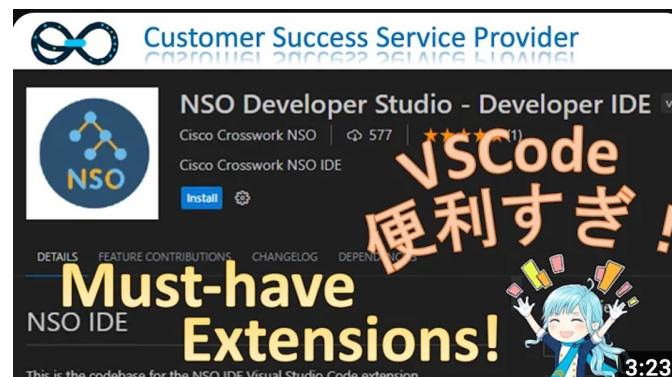 Customer Success Service Provider
NSO
NSO Developer Studio - Developer IDE
Cisco Crosswork NSO 577 (1)
Cisco Crosswork NSO IDE
Install
VSCode
便利すぎ!
DETAILS FEATURE CONTRIBUTIONS CHANGELOG
Must-have
NSO IDE
Extensions!
This is the codebase for the NSO IDE Visual Studio Code extension
3:23